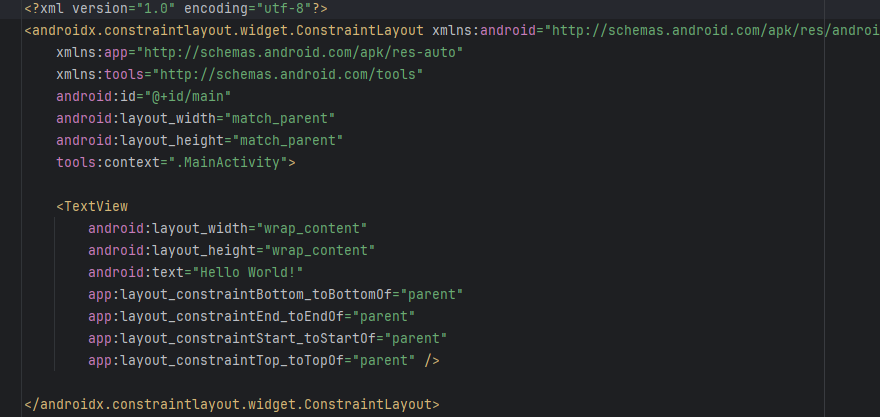 <?xml version="1.0" encoding="utf-8"?>
<androidx.constraintlayout.widget.ConstraintLayout xmlns:android="http://schemas.android.com/apk/res/androi
    xmlns:app="http://schemas.android.com/apk/res-auto"
    xmlns:tools="http://schemas.android.com/tools"
    android:id="@+id/main"
    android:layout_width="match_parent"
    android:layout_height="match_parent"
    tools:context=".MainActivity">

    <TextView
        android:layout_width="wrap_content"
        android:layout_height="wrap_content"
        android:text="Hello World!"
        app:layout_constraintBottom_toBottomOf="parent"
        app:layout_constraintEnd_toEndOf="parent"
        app:layout_constraintStart_toStartOf="parent"
        app:layout_constraintTop_toTopOf="parent" />

</androidx.constraintlayout.widget.ConstraintLayout>